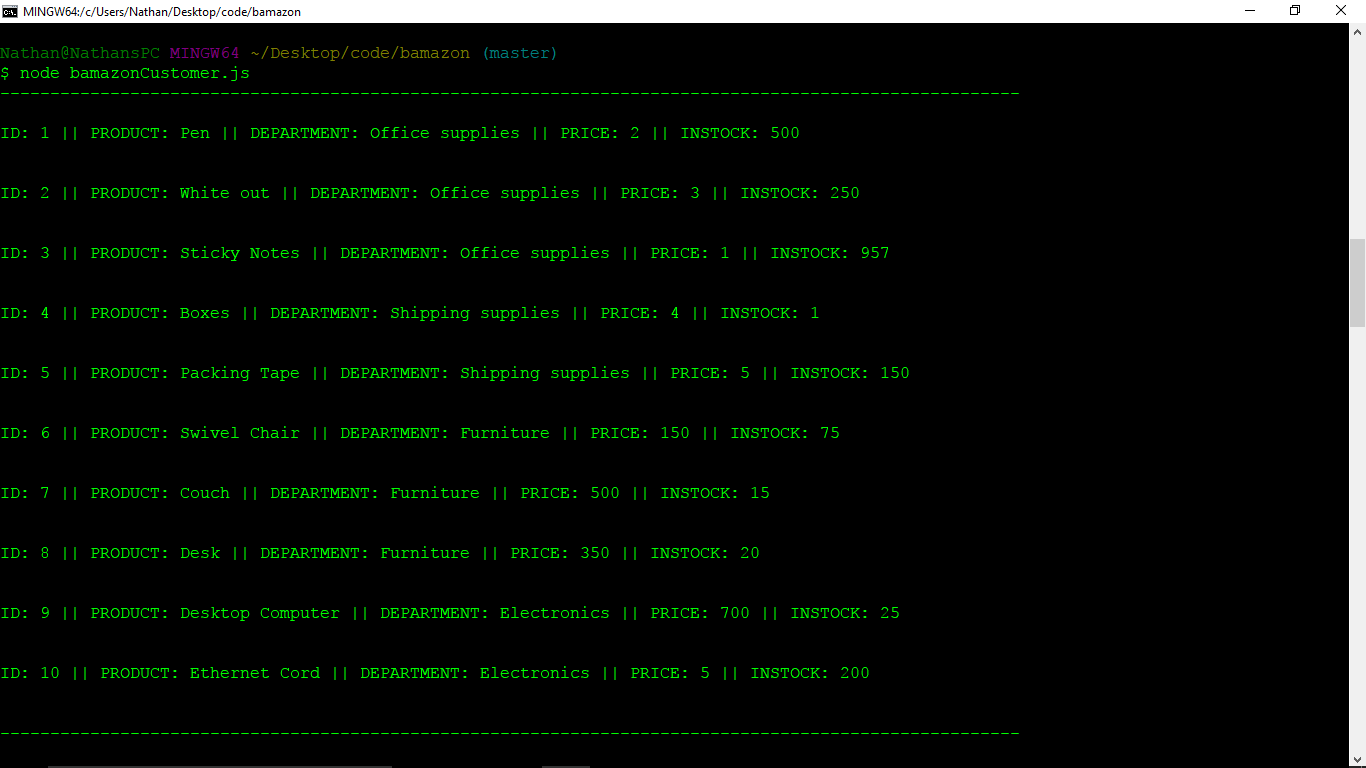 MINGW64:/c/Users/Nathan/Desktop/code/bamazon
Nathan@NathansPC MINGW64 ~/Desktop/code/bamazon (master)
$ node bamazonCustomer.js
------------------------------------------------------------------------------------------------------
ID: 1 || PRODUCT: Pen || DEPARTMENT: Office supplies || PRICE: 2 || INSTOCK: 500
ID: 2 || PRODUCT: White out || DEPARTMENT: Office supplies || PRICE: 3 || INSTOCK: 250
ID: 3 || PRODUCT: Sticky Notes || DEPARTMENT: Office supplies || PRICE: 1 || INSTOCK: 957
ID: 4 || PRODUCT: Boxes || DEPARTMENT: Shipping supplies || PRICE: 4 || INSTOCK: 1
ID: 5 || PRODUCT: Packing Tape || DEPARTMENT: Shipping supplies || PRICE: 5 || INSTOCK: 150
ID: 6 || PRODUCT: Swivel Chair || DEPARTMENT: Furniture || PRICE: 150 || INSTOCK: 75
ID: 7 || PRODUCT: Couch || DEPARTMENT: Furniture || PRICE: 500 || INSTOCK: 15
ID: 8 || PRODUCT: Desk || DEPARTMENT: Furniture || PRICE: 350 || INSTOCK: 20
ID: 9 || PRODUCT: Desktop Computer || DEPARTMENT: Electronics || PRICE: 700 || INSTOCK: 25
ID: 10 || PRODUCT: Ethernet Cord || DEPARTMENT: Electronics || PRICE: 5 || INSTOCK: 200
------------------------------------------------------------------------------------------------------